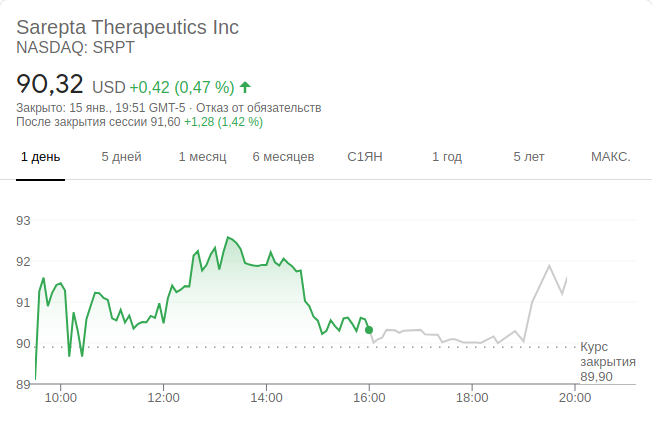 Sarepta Therapeutics Inc
NASDAQ: SRPT
90,32 USD +0,42 (0,47 %)
Закрыто: 15 янв., 19:51 GMT-5 · Отказ от обязательств
После закрытия сессии 91,60 +1,28 (1,42 %)
1 день 5 дней 1 месяц 6 месяцев С1ЯН 1 год 5 лет МАКС.
93
92
91
90
89
Курс
закрытия
89,90
10:00 12:00 14:00 16:00 18:00 20:00